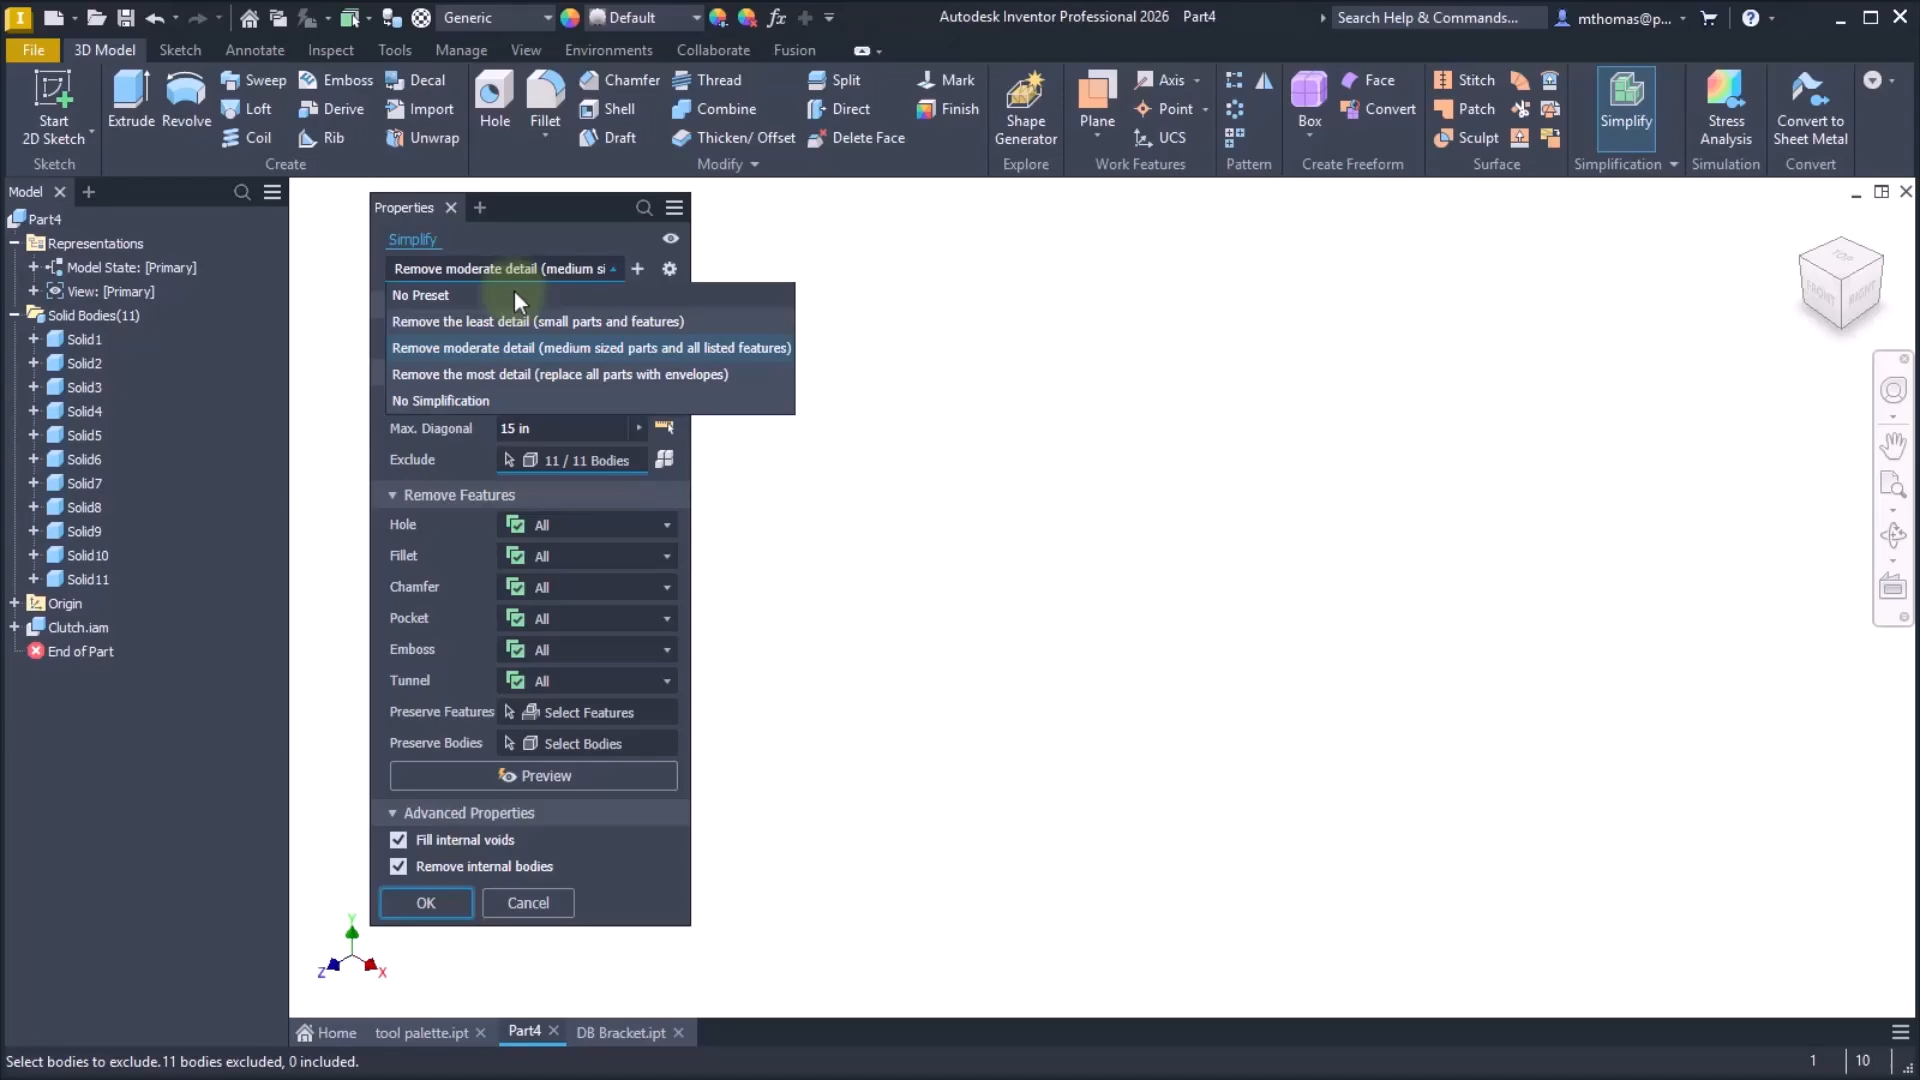 Generic
Default
fx
Autodesk Inventor Professional 2026 Part4
Search Help & Commands...
mthomas@p...
File
3D Model
Sketch
Annotate
Inspect
Tools
Manage
View
Environments
Collaborate
Fusion
Start
2D Sketch
Extrude
Revolve
Sweep
Loft
Coil
Emboss
Derive
Rib
Decal
Import
Unwrap
Hole
Fillet
Chamfer
Shell
Draft
Thread
Combine
Thicken/ Offset
Split
Direct
Delete Face
Mark
Finish
Shape
Generator
Plane
Axis
Point
UCS
Box
Face
Convert
Stitch
Patch
Sculpt
Simplify
Stress
Analysis
Convert to
Sheet Metal
Sketch
Create
Modify
Explore
Work Features
Pattern
Create Freeform
Surface
Simplification
Simulation
Convert
Model
Part4
Representations
Model State: [Primary]
View: [Primary]
Solid Bodies(11)
Solid1
Solid2
Solid3
Solid4
Solid5
Solid6
Solid7
Solid8
Solid9
Solid10
Solid11
Origin
Clutch.iam
End of Part
Properties
Simplify
Remove moderate detail (medium si
No Preset
Remove the least detail (small parts and features)
Remove moderate detail (medium sized parts and all listed features)
Remove the most detail (replace all parts with envelopes)
No Simplification
Max. Diagonal 15 in
Exclude 11 / 11 Bodies
Remove Features
Hole All
Fillet All
Chamfer All
Pocket All
Emboss All
Tunnel All
Preserve Features Select Features
Preserve Bodies Select Bodies
Preview
Advanced Properties
Fill internal voids
Remove internal bodies
OK Cancel
TOP
FRONT
RIGHT
Y
Z
X
Home
tool palette.ipt
Part4
DB Bracket.ipt
Select bodies to exclude.11 bodies excluded, 0 included.
1
10